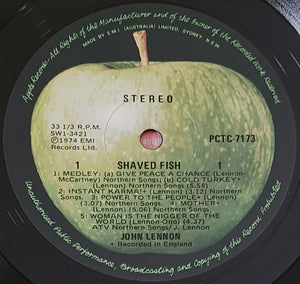 Apple Records. All Rights of the Manufacturer and of the Owner of the Recorded Work Reserved.
MADE BY E.M.I. (AUSTRALIA) LIMITED, SYDNEY, N.S.W.
STEREO
33 1/3 R.P.M.
SW1-3421
℗1974 EMI
Records Ltd.
PCTC-7173
1 SHAVED FISH 1
1: MEDLEY: (a) GIVE PEACE A CHANCE (Lennon
McCartney) Northern Songs; (b) COLD TURKEY+
(Lennon) Northern Songs (5.58)
2: INSTANT KARMA!+ (Lennon) (3.12) Northern
Songs. 3: POWER TO THE PEOPLE+ (Lennon)
(3.07) Northern Songs. 4: MOTHER+
(Lennon) (5.06) Northern Songs
5: WOMAN IS THE NIGGER OF THE
WORLD (Lennon-Ono) (4.37)
ATV Northern Songs/J. Lennon
JOHN LENNON
+ Recorded in England
Unauthorised Public Performance, Broadcasting and Copying of this Record Prohibited